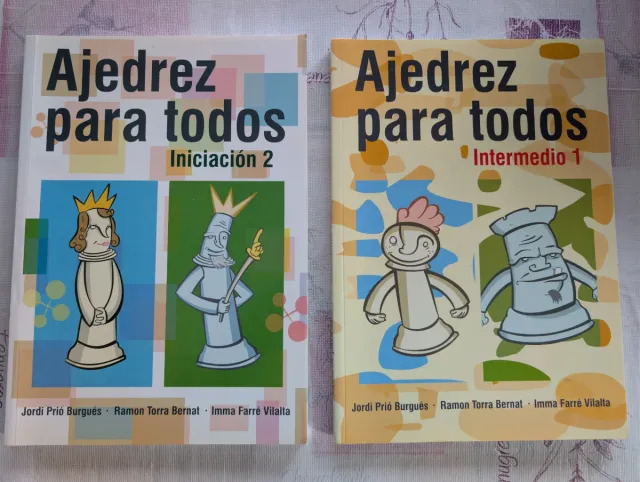 Ajedrez
para todos
Iniciación 2
Jordi Prió Burgués · Ramon Torra Bernat · Imma Farré Vilalta
Ajedrez
para todos
Intermedio 1
Jordi Prió Burgués · Ramon Torra Bernat · Imma Farré Vilalta